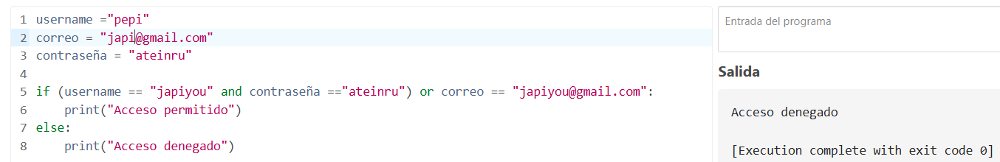 1 username ="pepi"
2 correo = "japi@gmail.com"
3 contraseña = "ateinru"
4
5 if (username == "japiyou" and contraseña =="ateinru") or correo == "japiyou@gmail.com":
6     print("Acceso permitido")
7 else:
8     print("Acceso denegado")
Entrada del programa
Salida
Acceso denegado
[Execution complete with exit code 0]